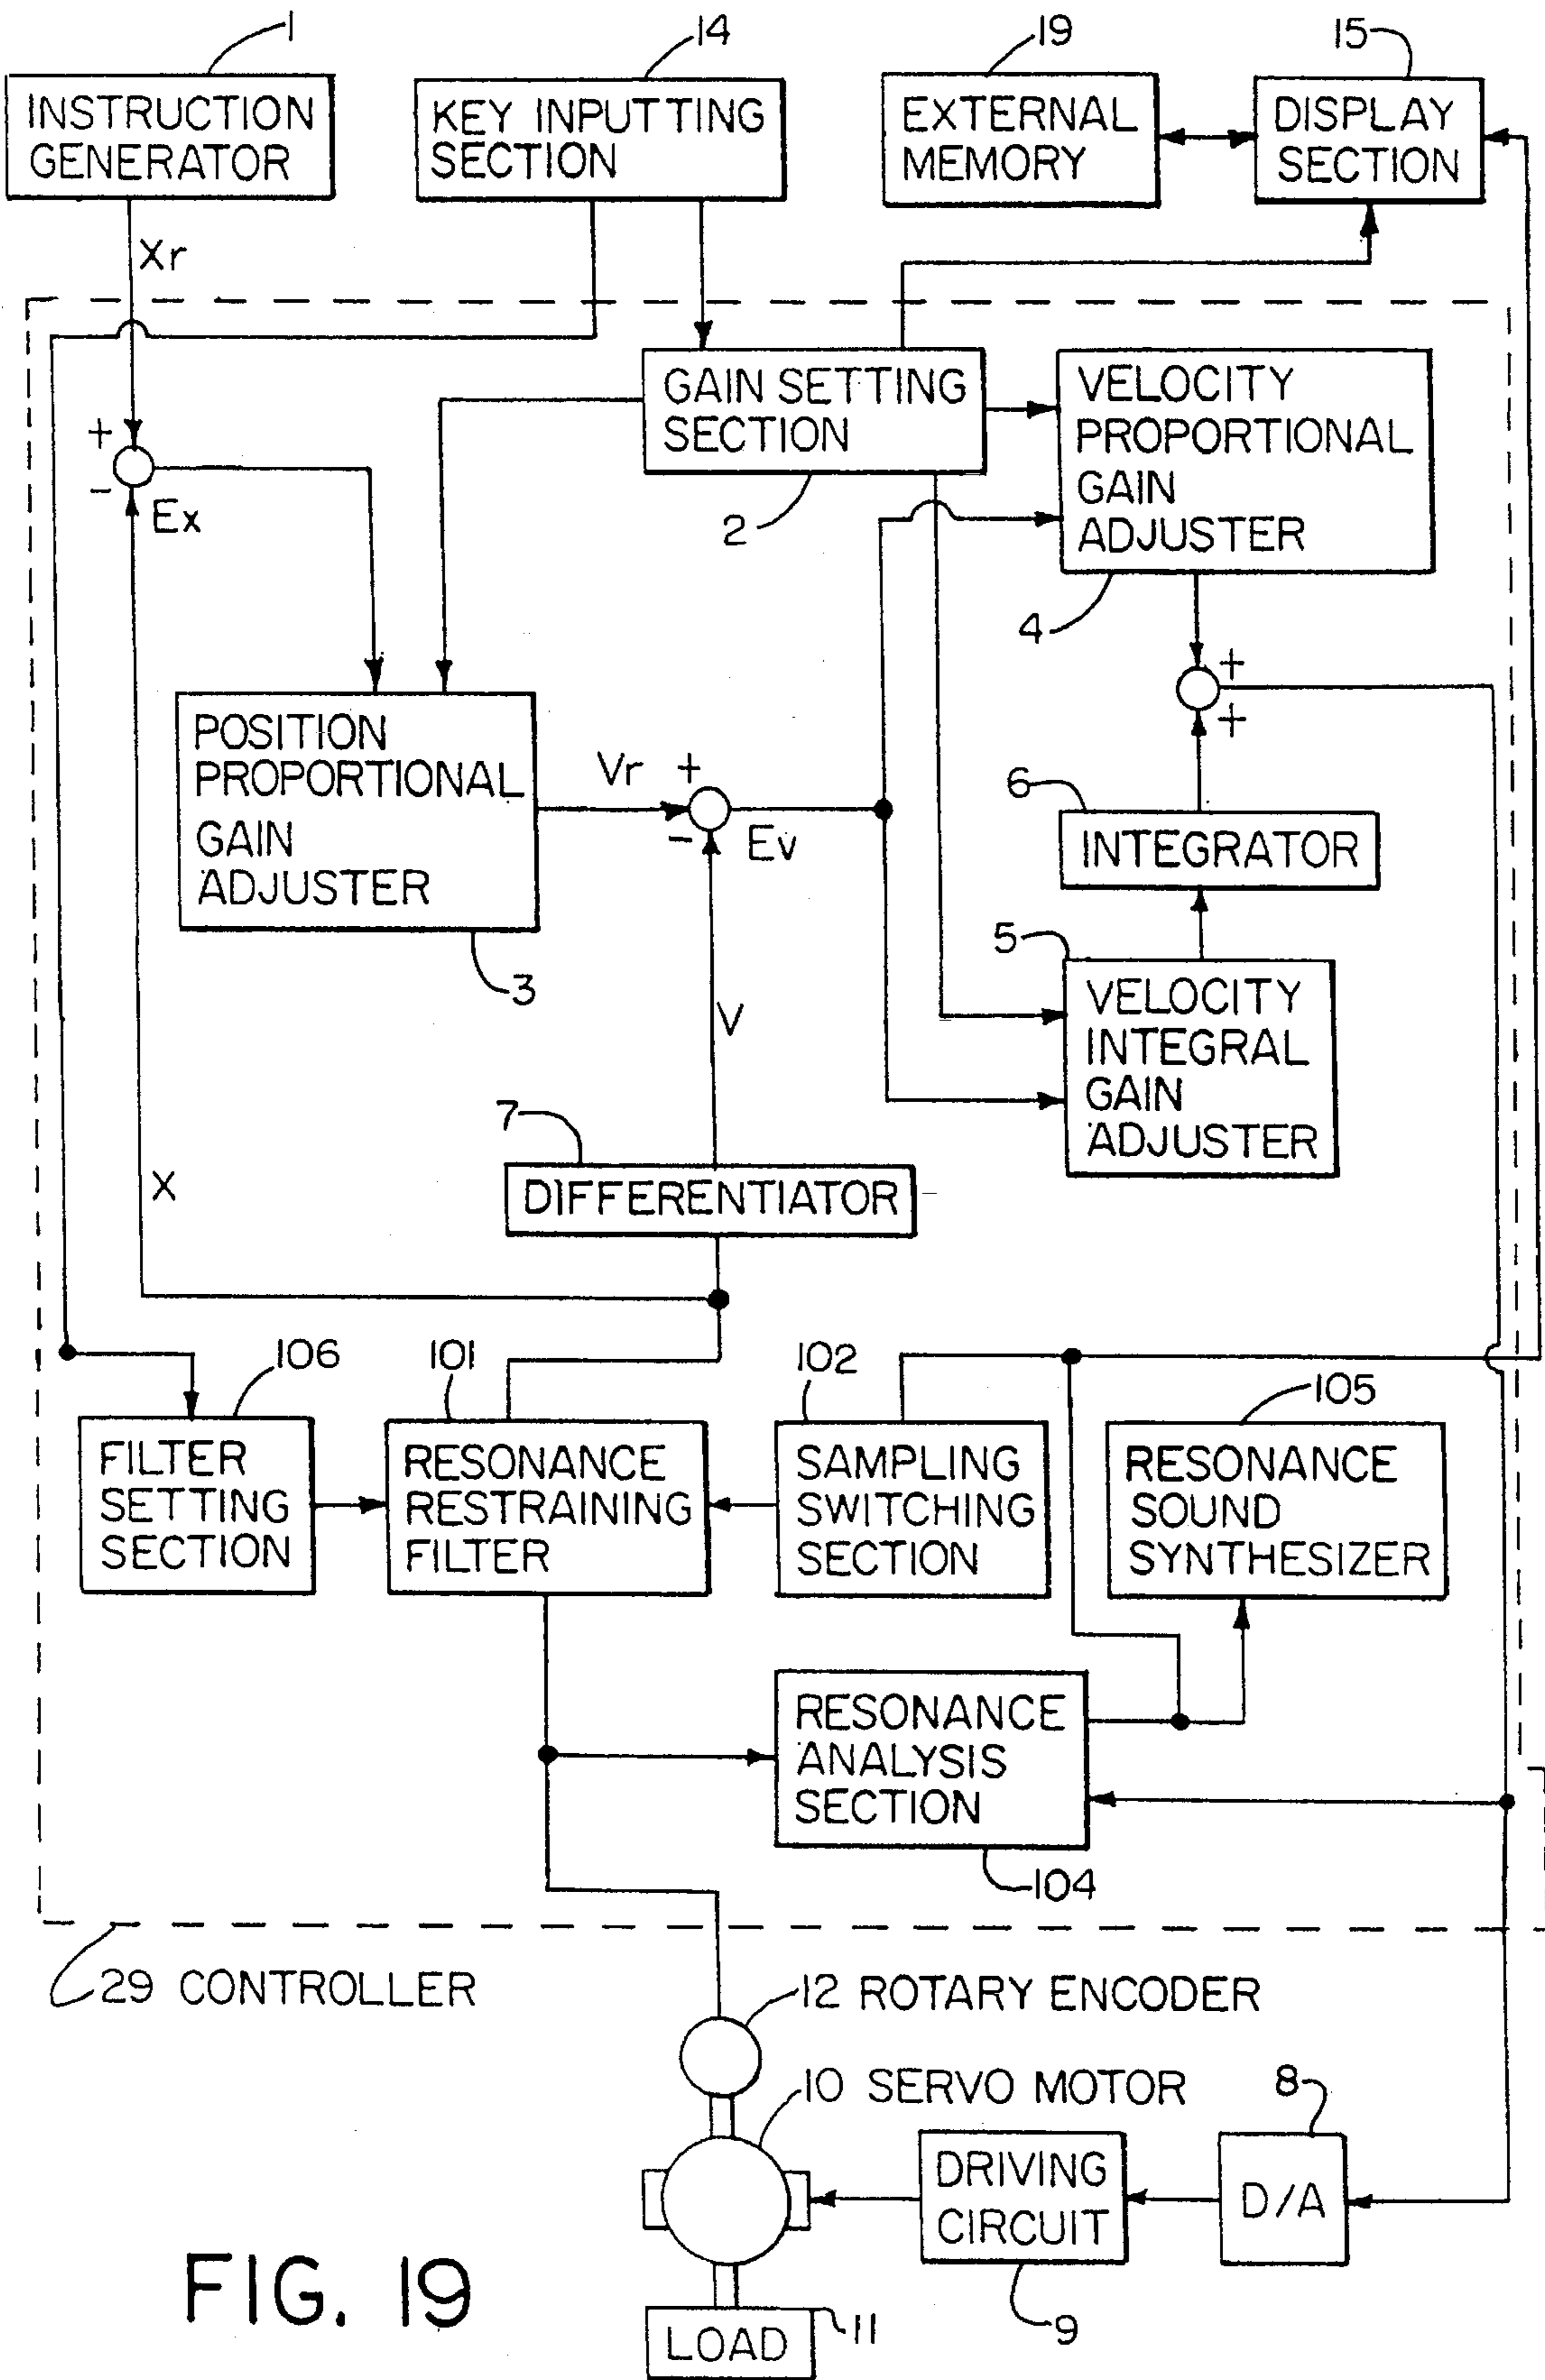 1
14
19
15
INSTRUCTION
GENERATOR
KEY INPUTTING
SECTION
EXTERNAL
MEMORY
DISPLAY
SECTION
Xr
GAIN SETTING
SECTION
2
VELOCITY
PROPORTIONAL
GAIN
ADJUSTER
4
+
-
Ex
+
+
POSITION
PROPORTIONAL
GAIN
ADJUSTER
3
Vr
+
-
Ev
6
INTEGRATOR
5
VELOCITY
INTEGRAL
GAIN
ADJUSTER
V
7
DIFFERENTIATOR
X
106
101
102
105
FILTER
SETTING
SECTION
RESONANCE
RESTRAINING
FILTER
SAMPLING
SWITCHING
SECTION
RESONANCE
SOUND
SYNTHESIZER
RESONANCE
ANALYSIS
SECTION
104
29 CONTROLLER
12 ROTARY ENCODER
10 SERVO MOTOR
8
DRIVING
CIRCUIT
D/A
9
11
LOAD
FIG. 19